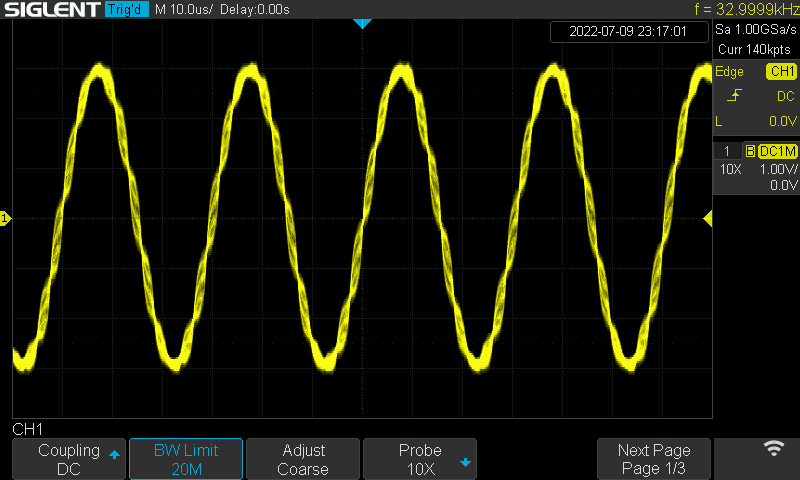 SIGLENT Trig'd M 10.0us/ Delay:0.00s f = 32.9999kHz
2022-07-09 23:17:01
Sa 1.00GSa/s
Curr 140kpts
Edge CH1
DC
L 0.0V
1 B DC1M
10X 1.00V/
0.0V
1
CH1
Coupling
DC
BW Limit
20M
Adjust
Coarse
Probe
10X
Next Page
Page 1/3